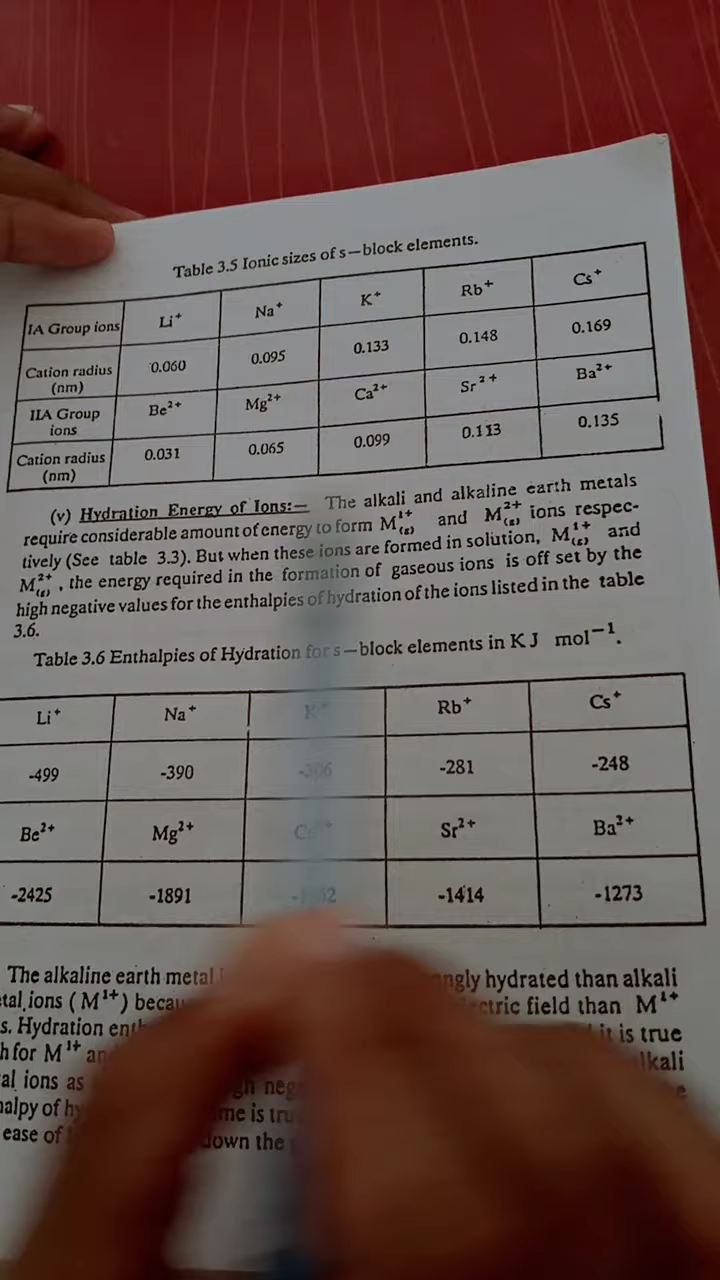 Table 3.5 Ionic sizes of s—block elements.
IA Group ions Li⁺ Na⁺ K⁺ Rb⁺ Cs⁺
Cation radius (nm) 0.060 0.095 0.133 0.148 0.169
IIA Group ions Be²⁺ Mg²⁺ Ca²⁺ Sr²⁺ Ba²⁺
Cation radius (nm) 0.031 0.065 0.099 0.113 0.135
(v) Hydration Energy of Ions:— The alkali and alkaline earth metals
require considerable amount of energy to form M¹⁺(g) and M²⁺(g) ions respec-
tively (See table 3.3). But when these ions are formed in solution, M¹⁺(g) and
M²⁺(g), the energy required in the formation of gaseous ions is off set by the
high negative values for the enthalpies of hydration of the ions listed in the table
3.6.
Table 3.6 Enthalpies of Hydration for s—block elements in KJ mol⁻¹.
Li⁺ Na⁺ K⁺ Rb⁺ Cs⁺
-499 -390 -306 -281 -248
Be²⁺ Mg²⁺ Sr²⁺ Ba²⁺
-2425 -1891 -1414 -1273
The alkaline earth metal hydrated than alkali
ions (M¹⁺) field than M¹⁺
Hydration it is true
for M¹⁺
ions as
of is
ease of down the